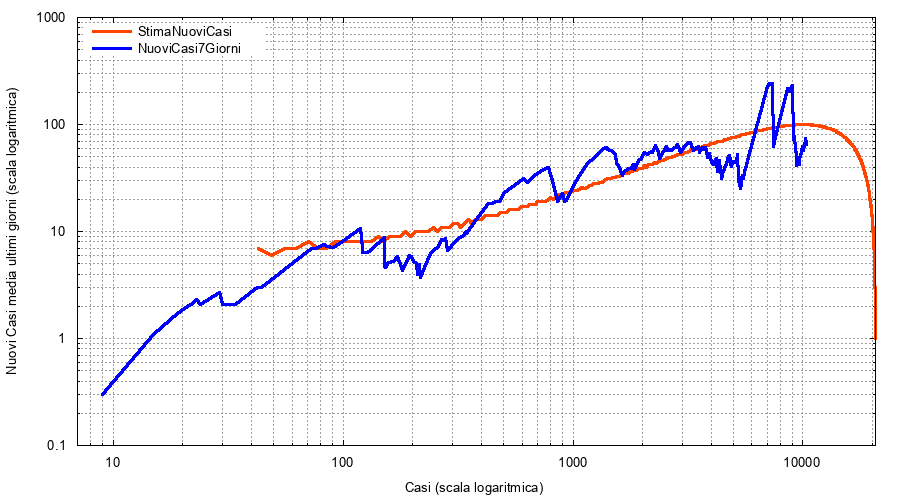 1000
StimaNuoviCasi
NuoviCasi7Giorni
100
10
1
0.1
Nuovi Casi media ultimi giorni (scala logaritmica)
10
100
1000
10000
Casi (scala logaritmica)